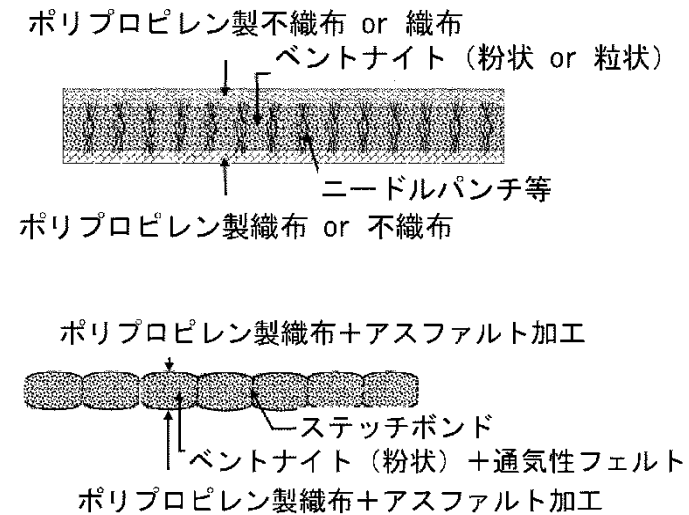 ポリプロピレン製不織布 or 織布
ベントナイト（粉状 or 粒状）
ニードルパンチ等
ポリプロピレン製織布 or 不織布
ポリプロピレン製織布＋アスファルト加工
ステッチボンド
ベントナイト（粉状）＋通気性フェルト
ポリプロピレン製織布＋アスファルト加工